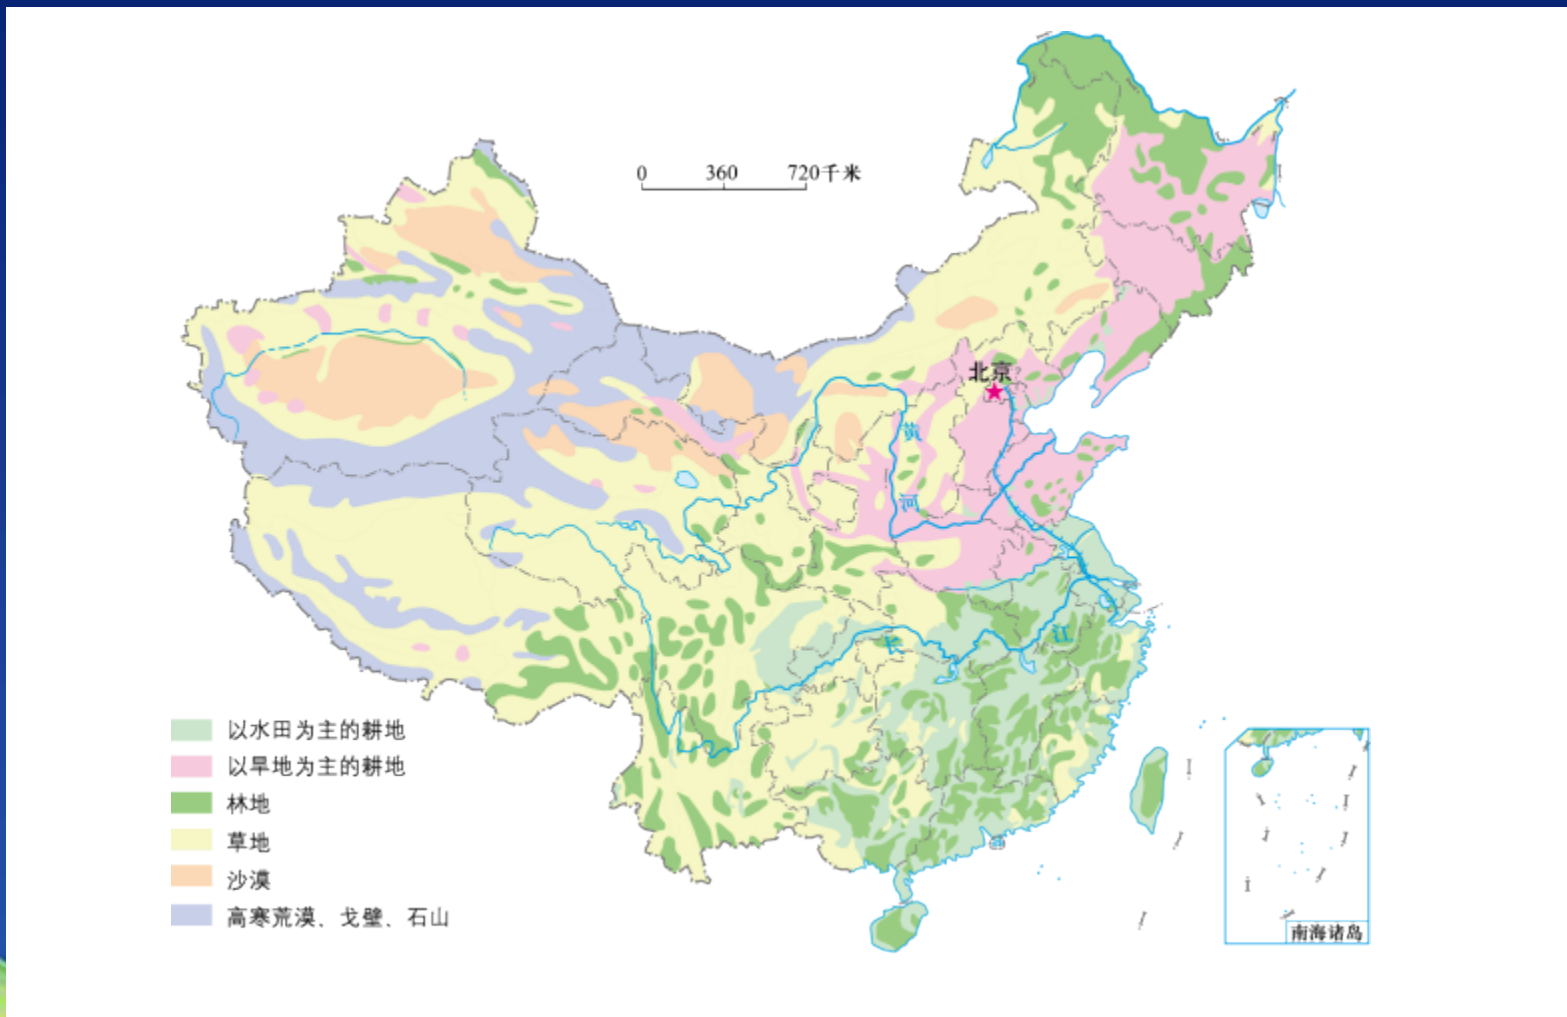 0 360 720千米
北京
黄
河
长
江
以水田为主的耕地
以旱地为主的耕地
林地
草地
沙漠
高寒荒漠、戈壁、石山
南海诸岛